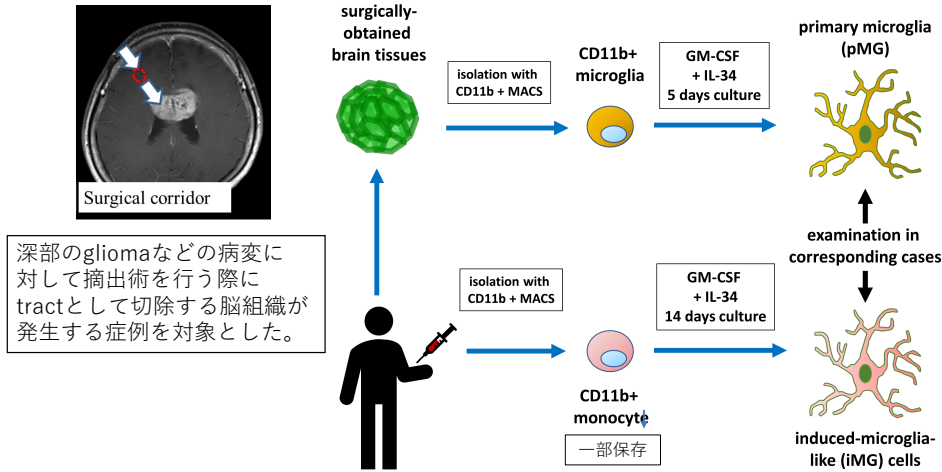 Surgical corridor
深部のgliomaなどの病変に
対して摘出術を行う際に
tractとして切除する脳組織が
発生する症例を対象とした。
surgically-
obtained
brain tissues
isolation with
CD11b + MACS
CD11b+
microglia
GM-CSF
+ IL-34
5 days culture
primary microglia
(pMG)
examination in
corresponding cases
isolation with
CD11b + MACS
CD11b+
monocyte
一部保存
GM-CSF
+ IL-34
14 days culture
induced-microglia-
like (iMG) cells